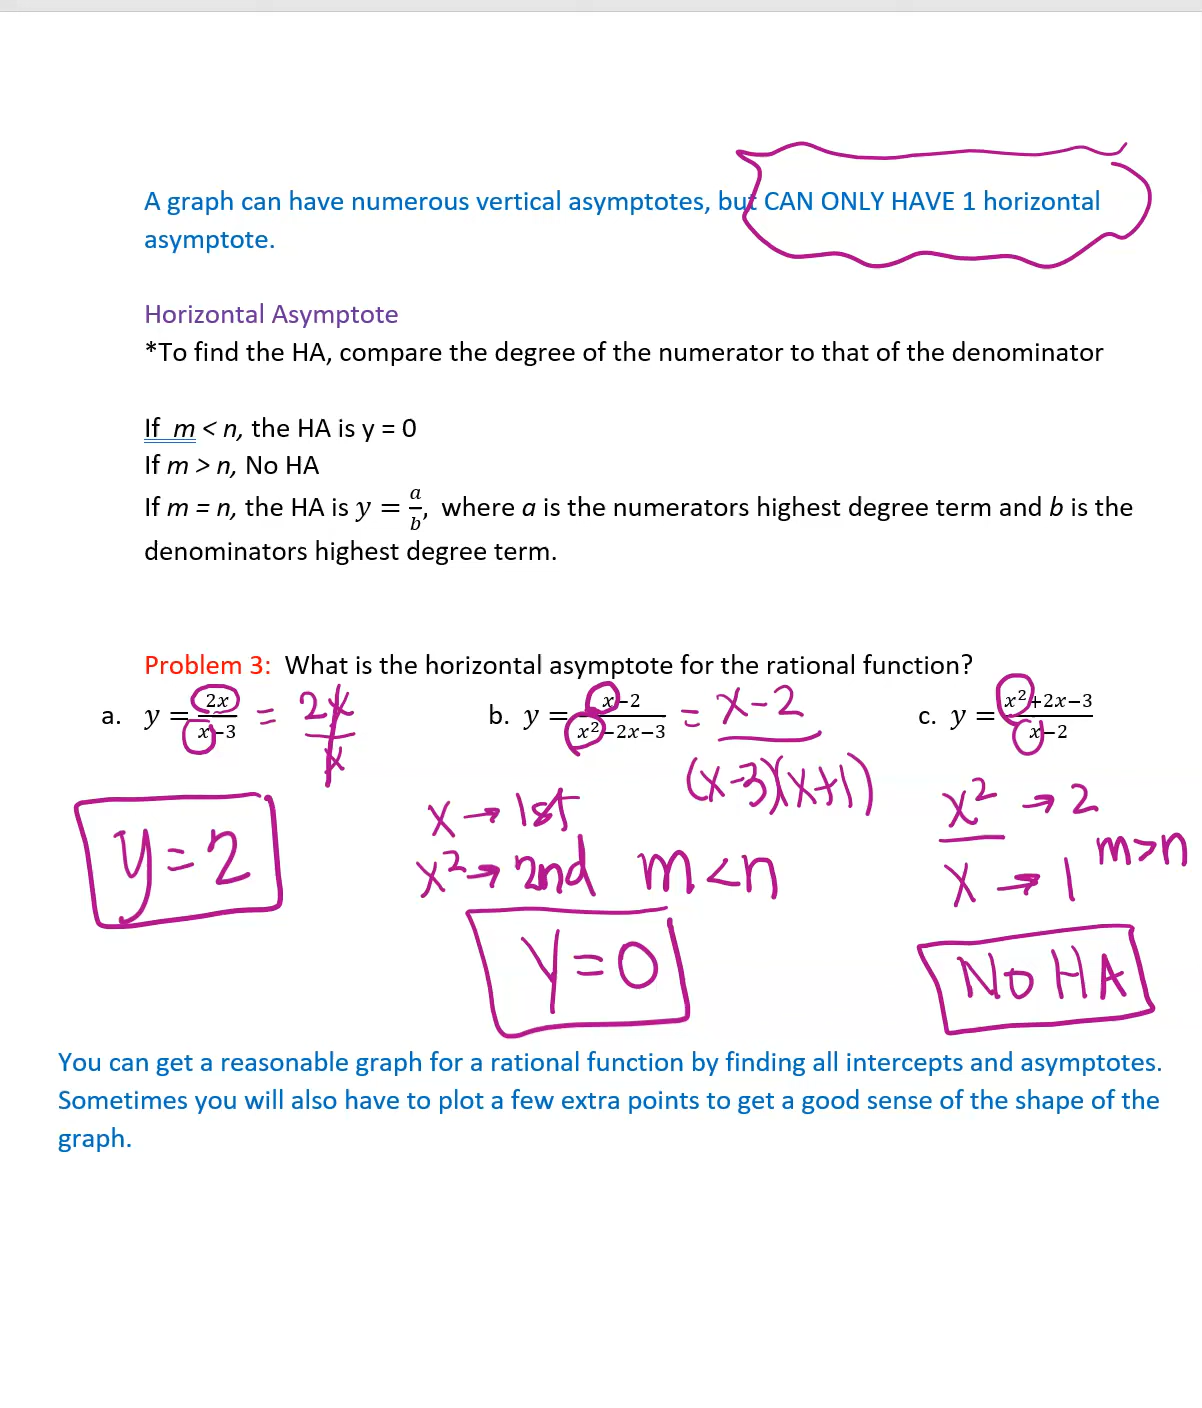 A graph can have numerous vertical asymptotes, but CAN ONLY HAVE 1 horizontal
asymptote.
Horizontal Asymptote
*To find the HA, compare the degree of the numerator to that of the denominator
If m < n, the HA is y = 0
If m > n, No HA
If m = n, the HA is y = a/b, where a is the numerators highest degree term and b is the
denominators highest degree term.
Problem 3: What is the horizontal asymptote for the rational function?
a. y = 2x/x−3 = 2x/x
y=2
b. y = x−2/x²−2x−3 = x-2/(x-3)(x+1)
x → 1st
x² → 2nd m<n
y=0
c. y = x²+2x−3/x−2
x² → 2
x → 1 m>n
NO HA
You can get a reasonable graph for a rational function by finding all intercepts and asymptotes.
Sometimes you will also have to plot a few extra points to get a good sense of the shape of the
graph.